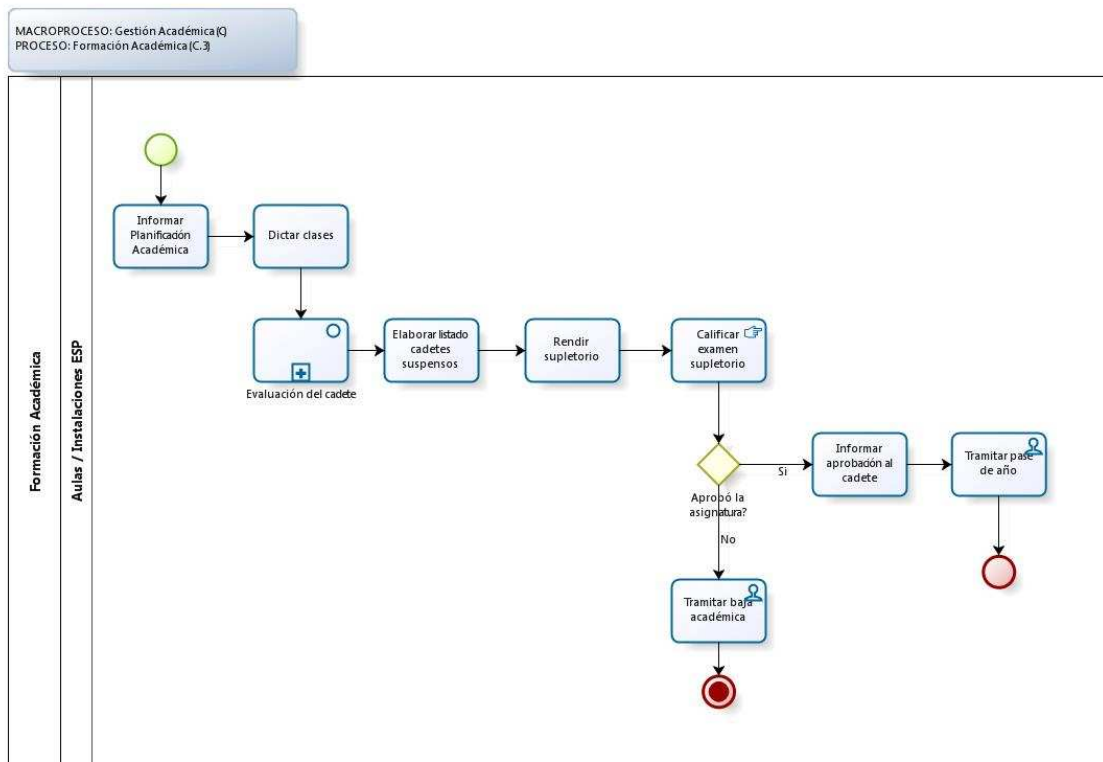 MACROPROCESO: Gestión Académica (C)
PROCESO: Formación Académica (C.3)
Formación Académica
Aulas / Instalaciones ESP
Informar
Planificación
Académica
Dictar clases
Evaluación del cadete
Elaborar listado
cadetes
suspensos
Rendir
supletorio
Calificar
examen
supletorio
Aprobó la
asignatura?
Si
Informar
aprobación al
cadete
Tramitar pase
de año
No
Tramitar baja
académica